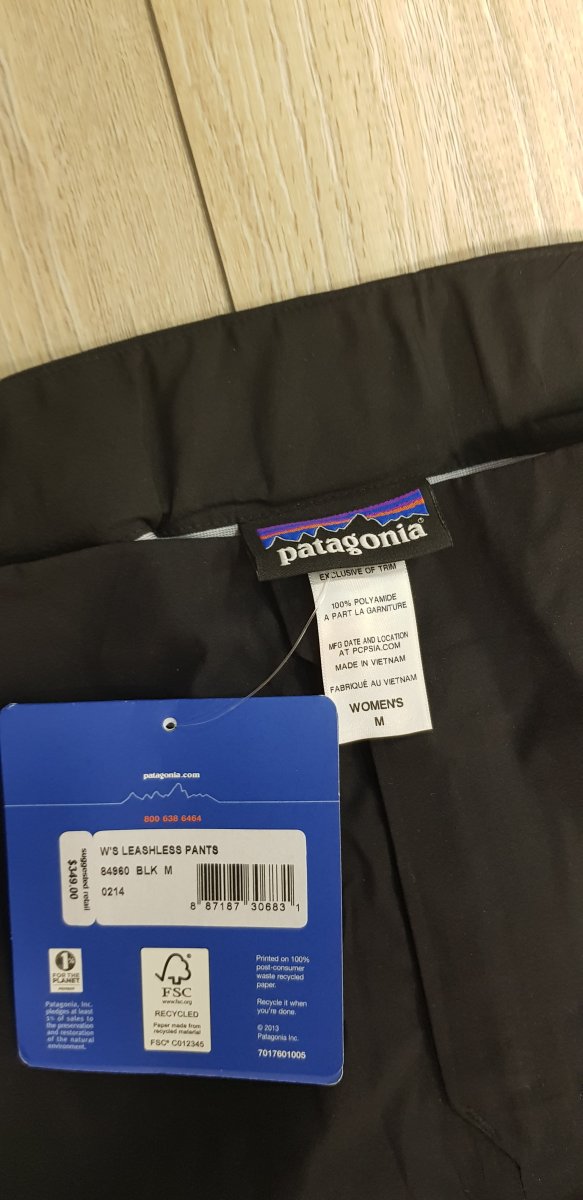 patagonia®
EXCLUSIVE OF TRIM
100% POLYAMIDE
A PART LA GARNITURE
MFG DATE AND LOCATION
AT PCPSIA.COM
MADE IN VIETNAM
FABRIQUÉ AU VIETNAM
WOMEN'S
M
patagonia.com
800 638 6464
suggested retail
$349.00
W'S LEASHLESS PANTS
84960 BLK M
0214
8 87187 30683 1
1%
FOR THE
PLANET
MEMBER
Patagonia, Inc.
pledges at least
1% of sales to
the preservation
and restoration
of the natural
environment.
FSC
www.fsc.org
RECYCLED
Paper made from
recycled material
FSC® C012345
Printed on 100%
post-consumer
waste recycled
paper.
Recycle it when
you're done.
© 2013
Patagonia Inc.
7017601005